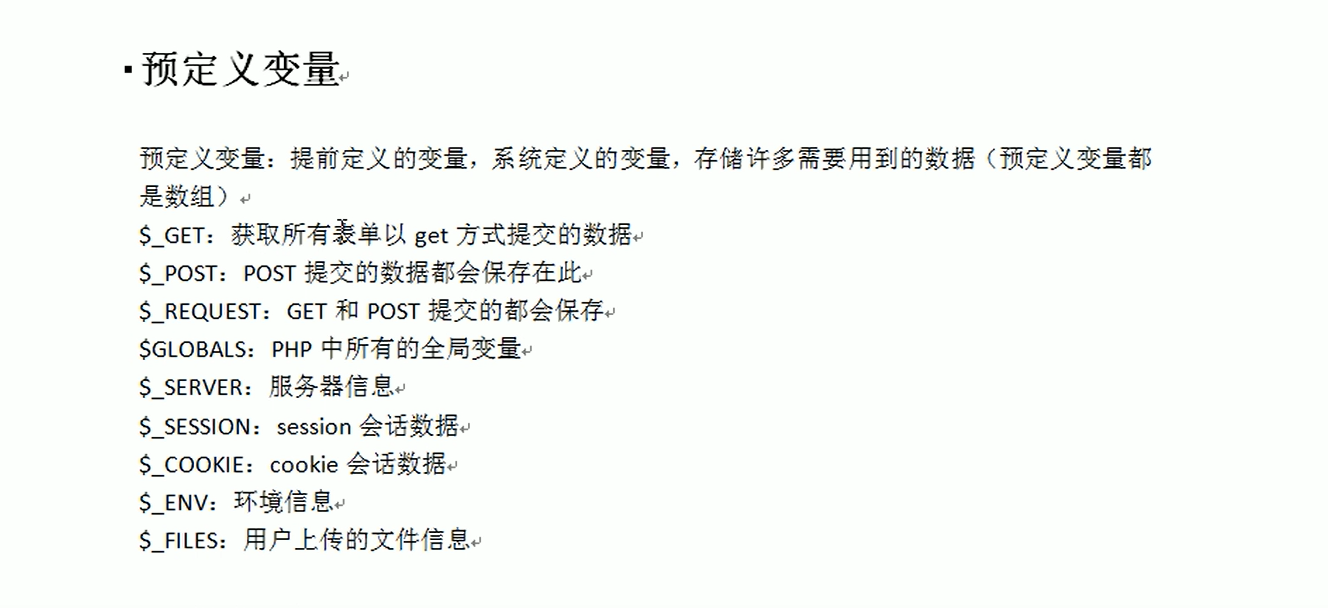 预定义变量
预定义变量：提前定义的变量，系统定义的变量，存储许多需要用到的数据（预定义变量都
是数组）
$_GET：获取所有表单以 get 方式提交的数据
$_POST：POST 提交的数据都会保存在此
$_REQUEST：GET 和 POST 提交的都会保存
$GLOBALS：PHP 中所有的全局变量
$_SERVER：服务器信息
$_SESSION：session 会话数据
$_COOKIE：cookie 会话数据
$_ENV：环境信息
$_FILES：用户上传的文件信息